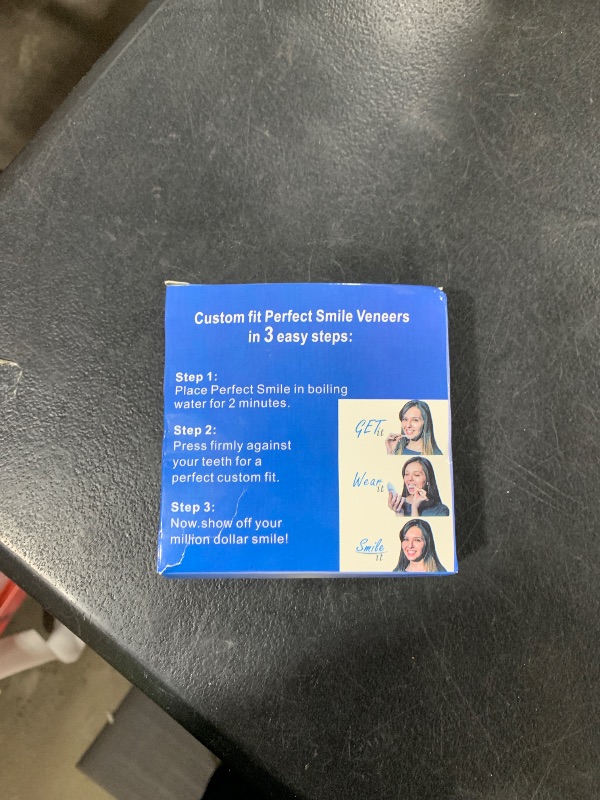 Custom fit Perfect Smile Veneers
in 3 easy steps:
Step 1:
Place Perfect Smile in boiling
water for 2 minutes.
Step 2:
Press firmly against
your teeth for a
perfect custom fit.
Step 3:
Now.show off your
million dollar smile!
GET it
Wear it
Smile it